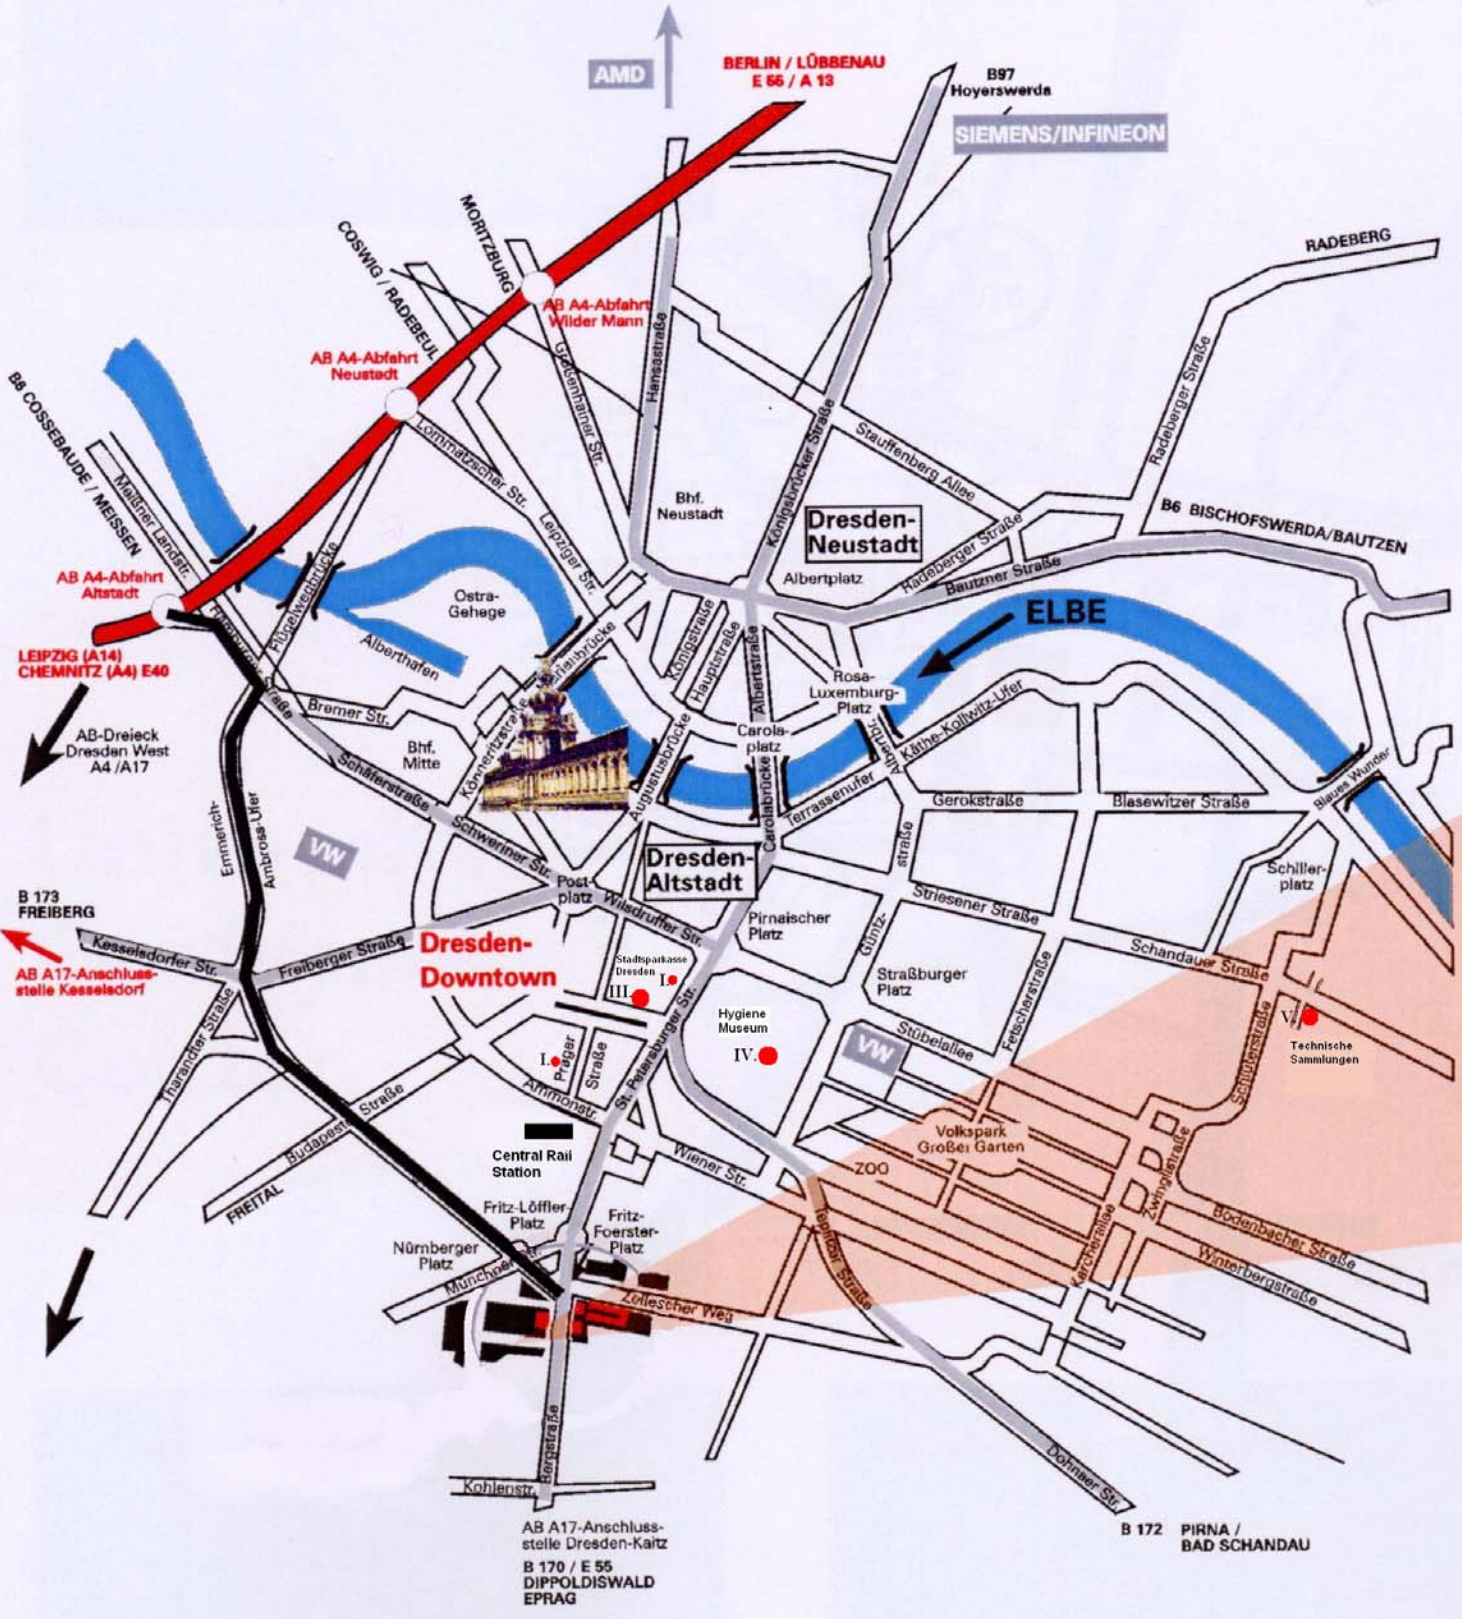 AMD
BERLIN / LÜBBENAU
E 55 / A 13
B97
Hoyerswerda
SIEMENS/INFINEON
MORITZBURG
COSWIG / RADEBEUL
RADEBERG
AB A4-Abfahrt
Wilder Mann
Hansastraße
Großenhainer Str.
AB A4-Abfahrt
Neustadt
B6 COSSEBAUDE / MEISSEN
Radeberger Straße
Königsbrücker Straße
Stauffenberg Allee
Lommatzscher Str.
Meißner Landstr.
Bhf.
Neustadt
Dresden-
Neustadt
B6 BISCHOFSWERDA/BAUTZEN
Leipziger Str.
Radeberger Straße
Bautzner Straße
Albertplatz
AB A4-Abfahrt
Altstadt
Flügelwegbrücke
Ostra-
Gehege
ELBE
Alberthafen
Königstraße
Hauptstraße
Albertstraße
LEIPZIG (A14)
CHEMNITZ (A4) E40
Rosa-
Luxemburg-
Platz
Bremer Str.
Käthe-Kollwitz-Ufer
AB-Dreieck
Dresden West
A4 /A17
Bhf.
Mitte
Könneritzstraße
Carola-
platz
Albertbr.
Augustusbrücke
Schäferstraße
Carolabrücke
Terrassenufer
Gerokstraße
Blasewitzer Straße
Blaues Wunder
Emmerich-
Ambross-Ufer
VW
Schweriner Str.
Dresden-
Altstadt
straße
Schiller-
platz
Post-
platz
Wilsdruffer Str.
B 173
FREIBERG
Striesener Straße
Pirnaischer
Platz
Güntz-
Kesselsdorfer Str.
Freiberger Straße
Dresden-
Downtown
Schandauer Straße
Stadtsparkasse
Dresden
I.
III.
AB A17-Anschluss-
stelle Kesselsdorf
Straßburger
Platz
Fetscherstraße
Tharandter Straße
St. Petersburger Str.
Hygiene
Museum
IV.
Stübelallee
VW
V.
Technische
Sammlungen
I.
Prager
Straße
Ammonstr.
Budapester Straße
Volkspark
Großer Garten
Zwinglistraße
Central Rail
Station
Wiener Str.
ZOO
FREITAL
Fritz-Löffler-
Platz
Fritz-
Foerster-
Platz
Teplitzer Straße
Karcherallee
Bodenbacher Straße
Winterbergstraße
Nürnberger
Platz
Zellescher Weg
Bergstraße
Kohlenstr.
Dohnaer Str.
AB A17-Anschluss-
stelle Dresden-Kaitz
B 170 / E 55
DIPPOLDISWALD
EPRAG
B 172 PIRNA /
BAD SCHANDAU